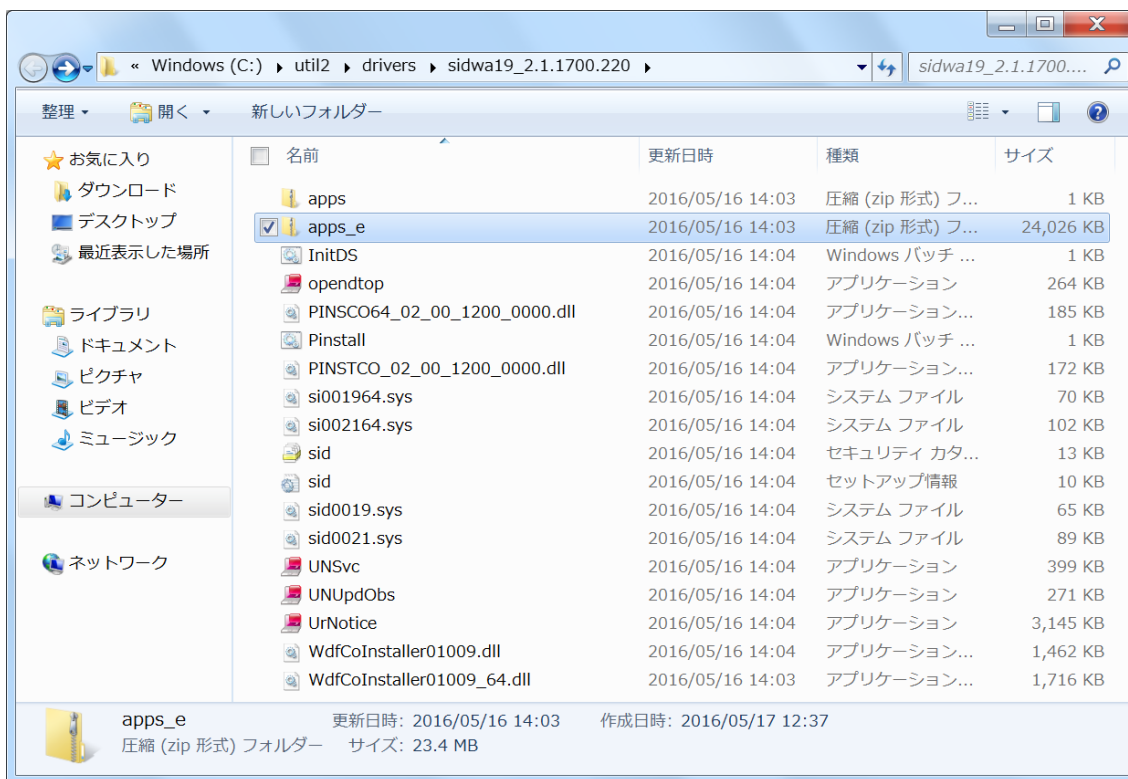 « Windows (C:) ▸ util2 ▸ drivers ▸ sidwa19_2.1.1700.220 ▸ sidwa19_2.1.1700....
整理 開く 新しいフォルダー
お気に入り
ダウンロード
デスクトップ
最近表示した場所
ライブラリ
ドキュメント
ピクチャ
ビデオ
ミュージック
コンピューター
ネットワーク
名前 更新日時 種類 サイズ
apps 2016/05/16 14:03 圧縮 (zip 形式) フ... 1 KB
apps_e 2016/05/16 14:03 圧縮 (zip 形式) フ... 24,026 KB
InitDS 2016/05/16 14:04 Windows バッチ ... 1 KB
opendtop 2016/05/16 14:04 アプリケーション 264 KB
PINSCO64_02_00_1200_0000.dll 2016/05/16 14:04 アプリケーション... 185 KB
Pinstall 2016/05/16 14:04 Windows バッチ ... 1 KB
PINSTCO_02_00_1200_0000.dll 2016/05/16 14:04 アプリケーション... 172 KB
si001964.sys 2016/05/16 14:04 システム ファイル 70 KB
si002164.sys 2016/05/16 14:04 システム ファイル 102 KB
sid 2016/05/16 14:04 セキュリティ カタ... 13 KB
sid 2016/05/16 14:04 セットアップ情報 10 KB
sid0019.sys 2016/05/16 14:04 システム ファイル 65 KB
sid0021.sys 2016/05/16 14:04 システム ファイル 89 KB
UNSvc 2016/05/16 14:04 アプリケーション 399 KB
UNUpdObs 2016/05/16 14:04 アプリケーション 271 KB
UrNotice 2016/05/16 14:04 アプリケーション 3,145 KB
WdfCoInstaller01009.dll 2016/05/16 14:04 アプリケーション... 1,462 KB
WdfCoInstaller01009_64.dll 2016/05/16 14:03 アプリケーション... 1,716 KB
apps_e 更新日時: 2016/05/16 14:03 作成日時: 2016/05/17 12:37
圧縮 (zip 形式) フォルダー サイズ: 23.4 MB